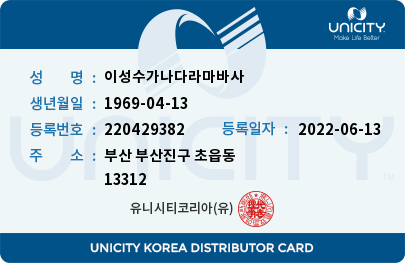 UNICITY
Make Life Better
성 명 : 이성수가나다라마바사
생년월일 : 1969-04-13
등록번호 : 220429382 등록일자 : 2022-06-13
주 소 : 부산 부산진구 초읍동
13312
UNICITY
유니시티코리아(유)
UNICITY KOREA DISTRIBUTOR CARD